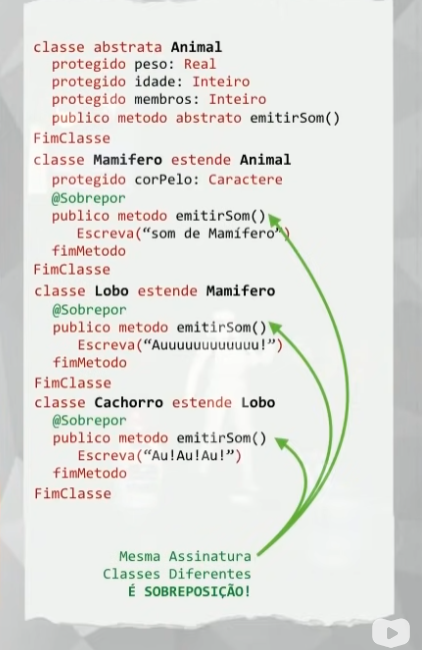 classe abstrata Animal
protegido peso: Real
protegido idade: Inteiro
protegido membros: Inteiro
publico metodo abstrato emitirSom()
FimClasse
classe Mamifero estende Animal
protegido corPelo: Caractere
@Sobrepor
publico metodo emitirSom()
Escreva(“som de Mamífero”)
fimMetodo
FimClasse
classe Lobo estende Mamifero
@Sobrepor
publico metodo emitirSom()
Escreva(“Auuuuuuuuuuuu!”)
fimMetodo
FimClasse
classe Cachorro estende Lobo
@Sobrepor
publico metodo emitirSom()
Escreva(“Au!Au!Au!”)
fimMetodo
FimClasse
Mesma Assinatura
Classes Diferentes
É SOBREPOSIÇÃO!